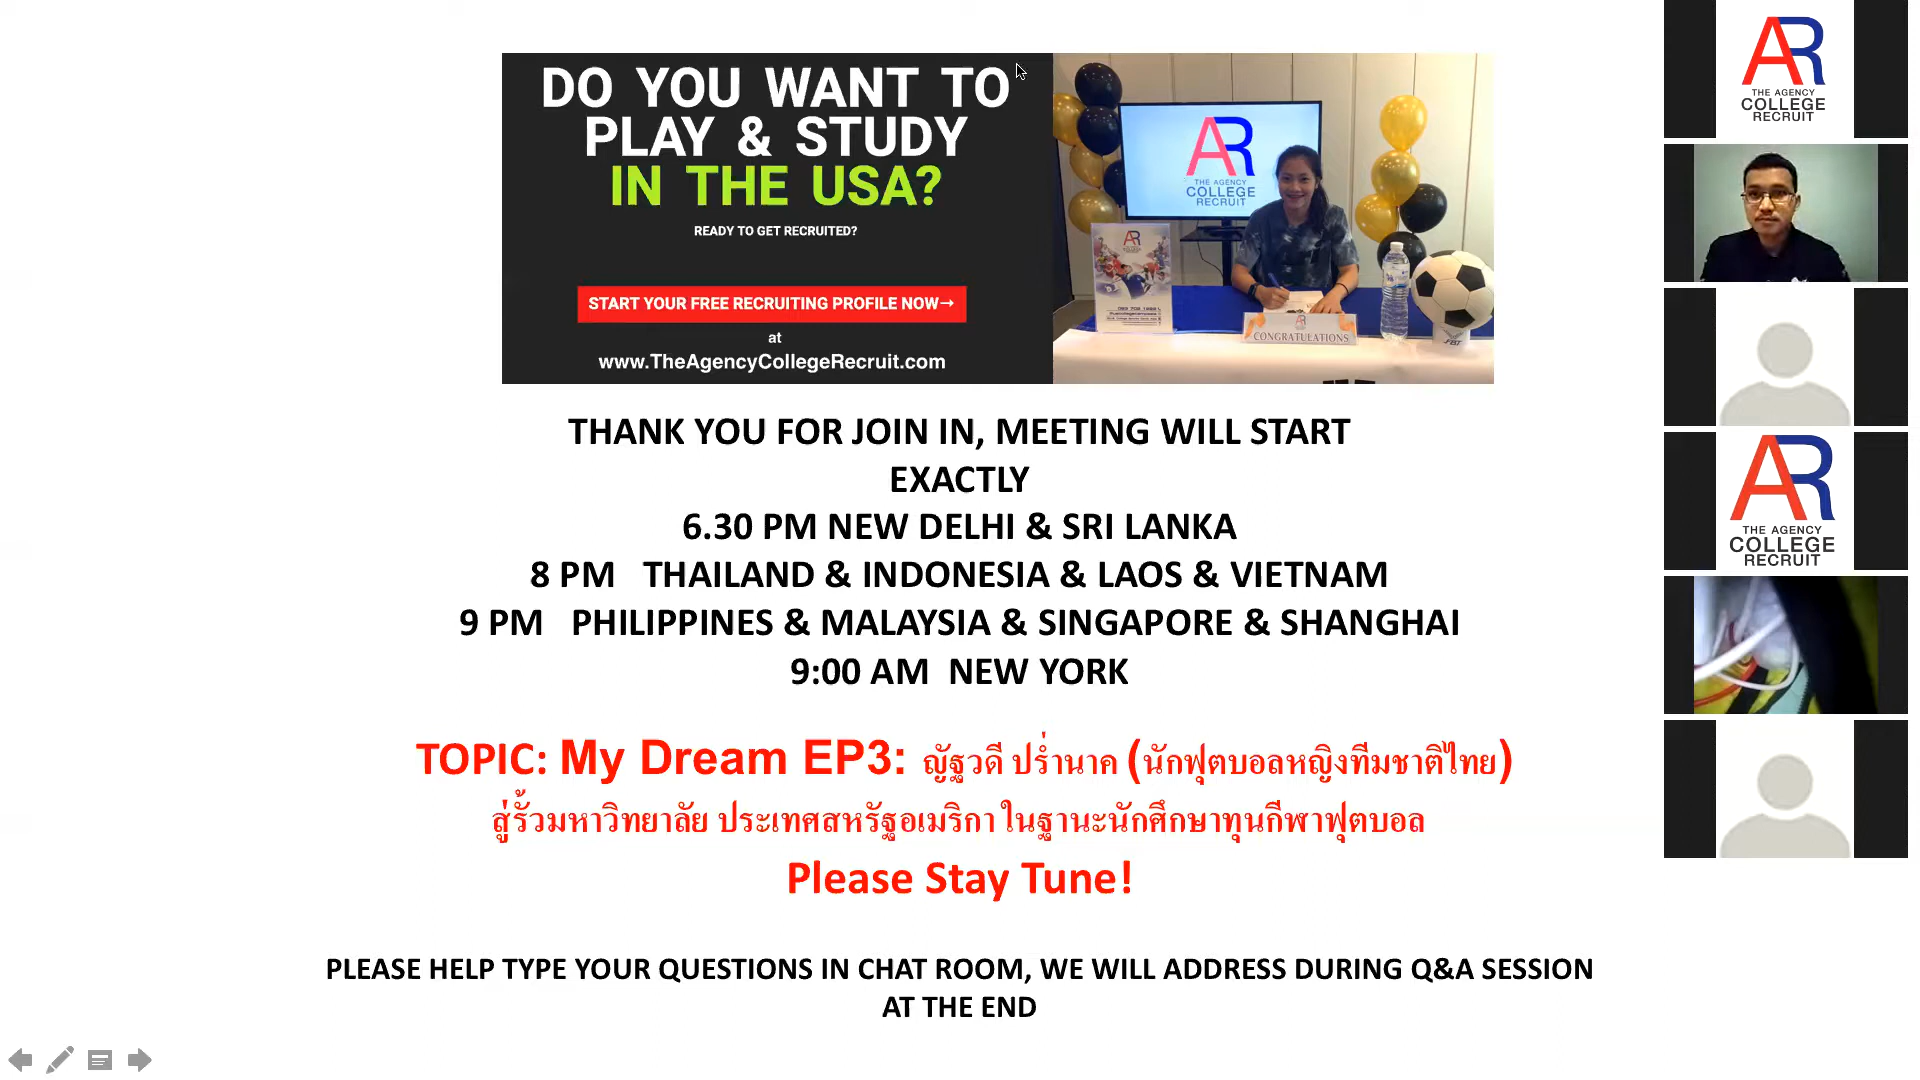 DO YOU WANT TO
PLAY & STUDY
IN THE USA?
READY TO GET RECRUITED?
START YOUR FREE RECRUITING PROFILE NOW→
at
www.TheAgencyCollegeRecruit.com
AR
THE AGENCY
COLLEGE
RECRUIT
AR
CONGRATULATIONS
FBT
THANK YOU FOR JOIN IN, MEETING WILL START
EXACTLY
6.30 PM NEW DELHI & SRI LANKA
8 PM THAILAND & INDONESIA & LAOS & VIETNAM
9 PM PHILIPPINES & MALAYSIA & SINGAPORE & SHANGHAI
9:00 AM NEW YORK
TOPIC: My Dream EP3: ญัฐวดี ปร่ำนาค (นักฟุตบอลหญิงทีมชาติไทย)
สู่รั้วมหาวิทยาลัย ประเทศสหรัฐอเมริกา ในฐานะนักศึกษาทุนกีฬาฟุตบอล
Please Stay Tune!
PLEASE HELP TYPE YOUR QUESTIONS IN CHAT ROOM, WE WILL ADDRESS DURING Q&A SESSION
AT THE END
AR
THE AGENCY
COLLEGE
RECRUIT
AR
THE AGENCY
COLLEGE
RECRUIT